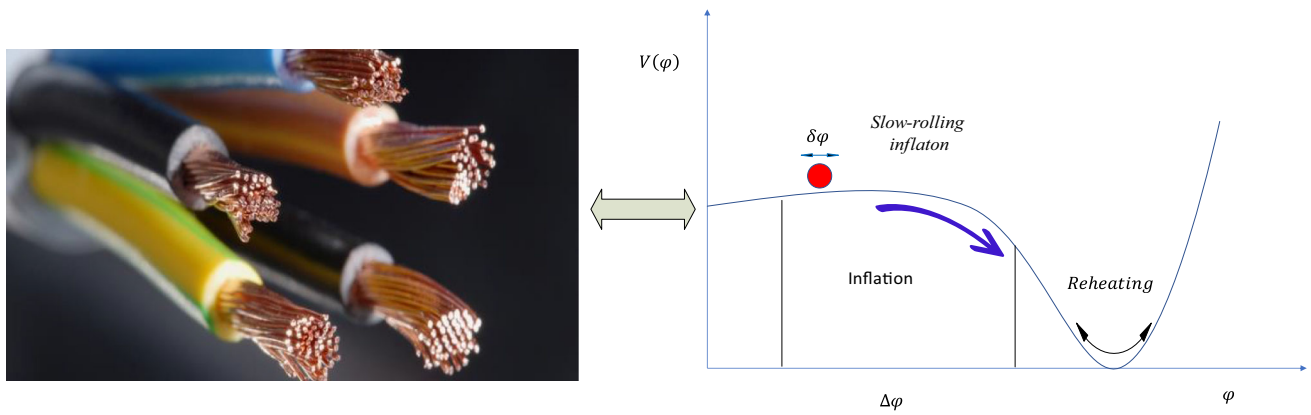 V(φ)
δφ
Slow-rolling
inflaton
Inflation
Reheating
Δφ
φ